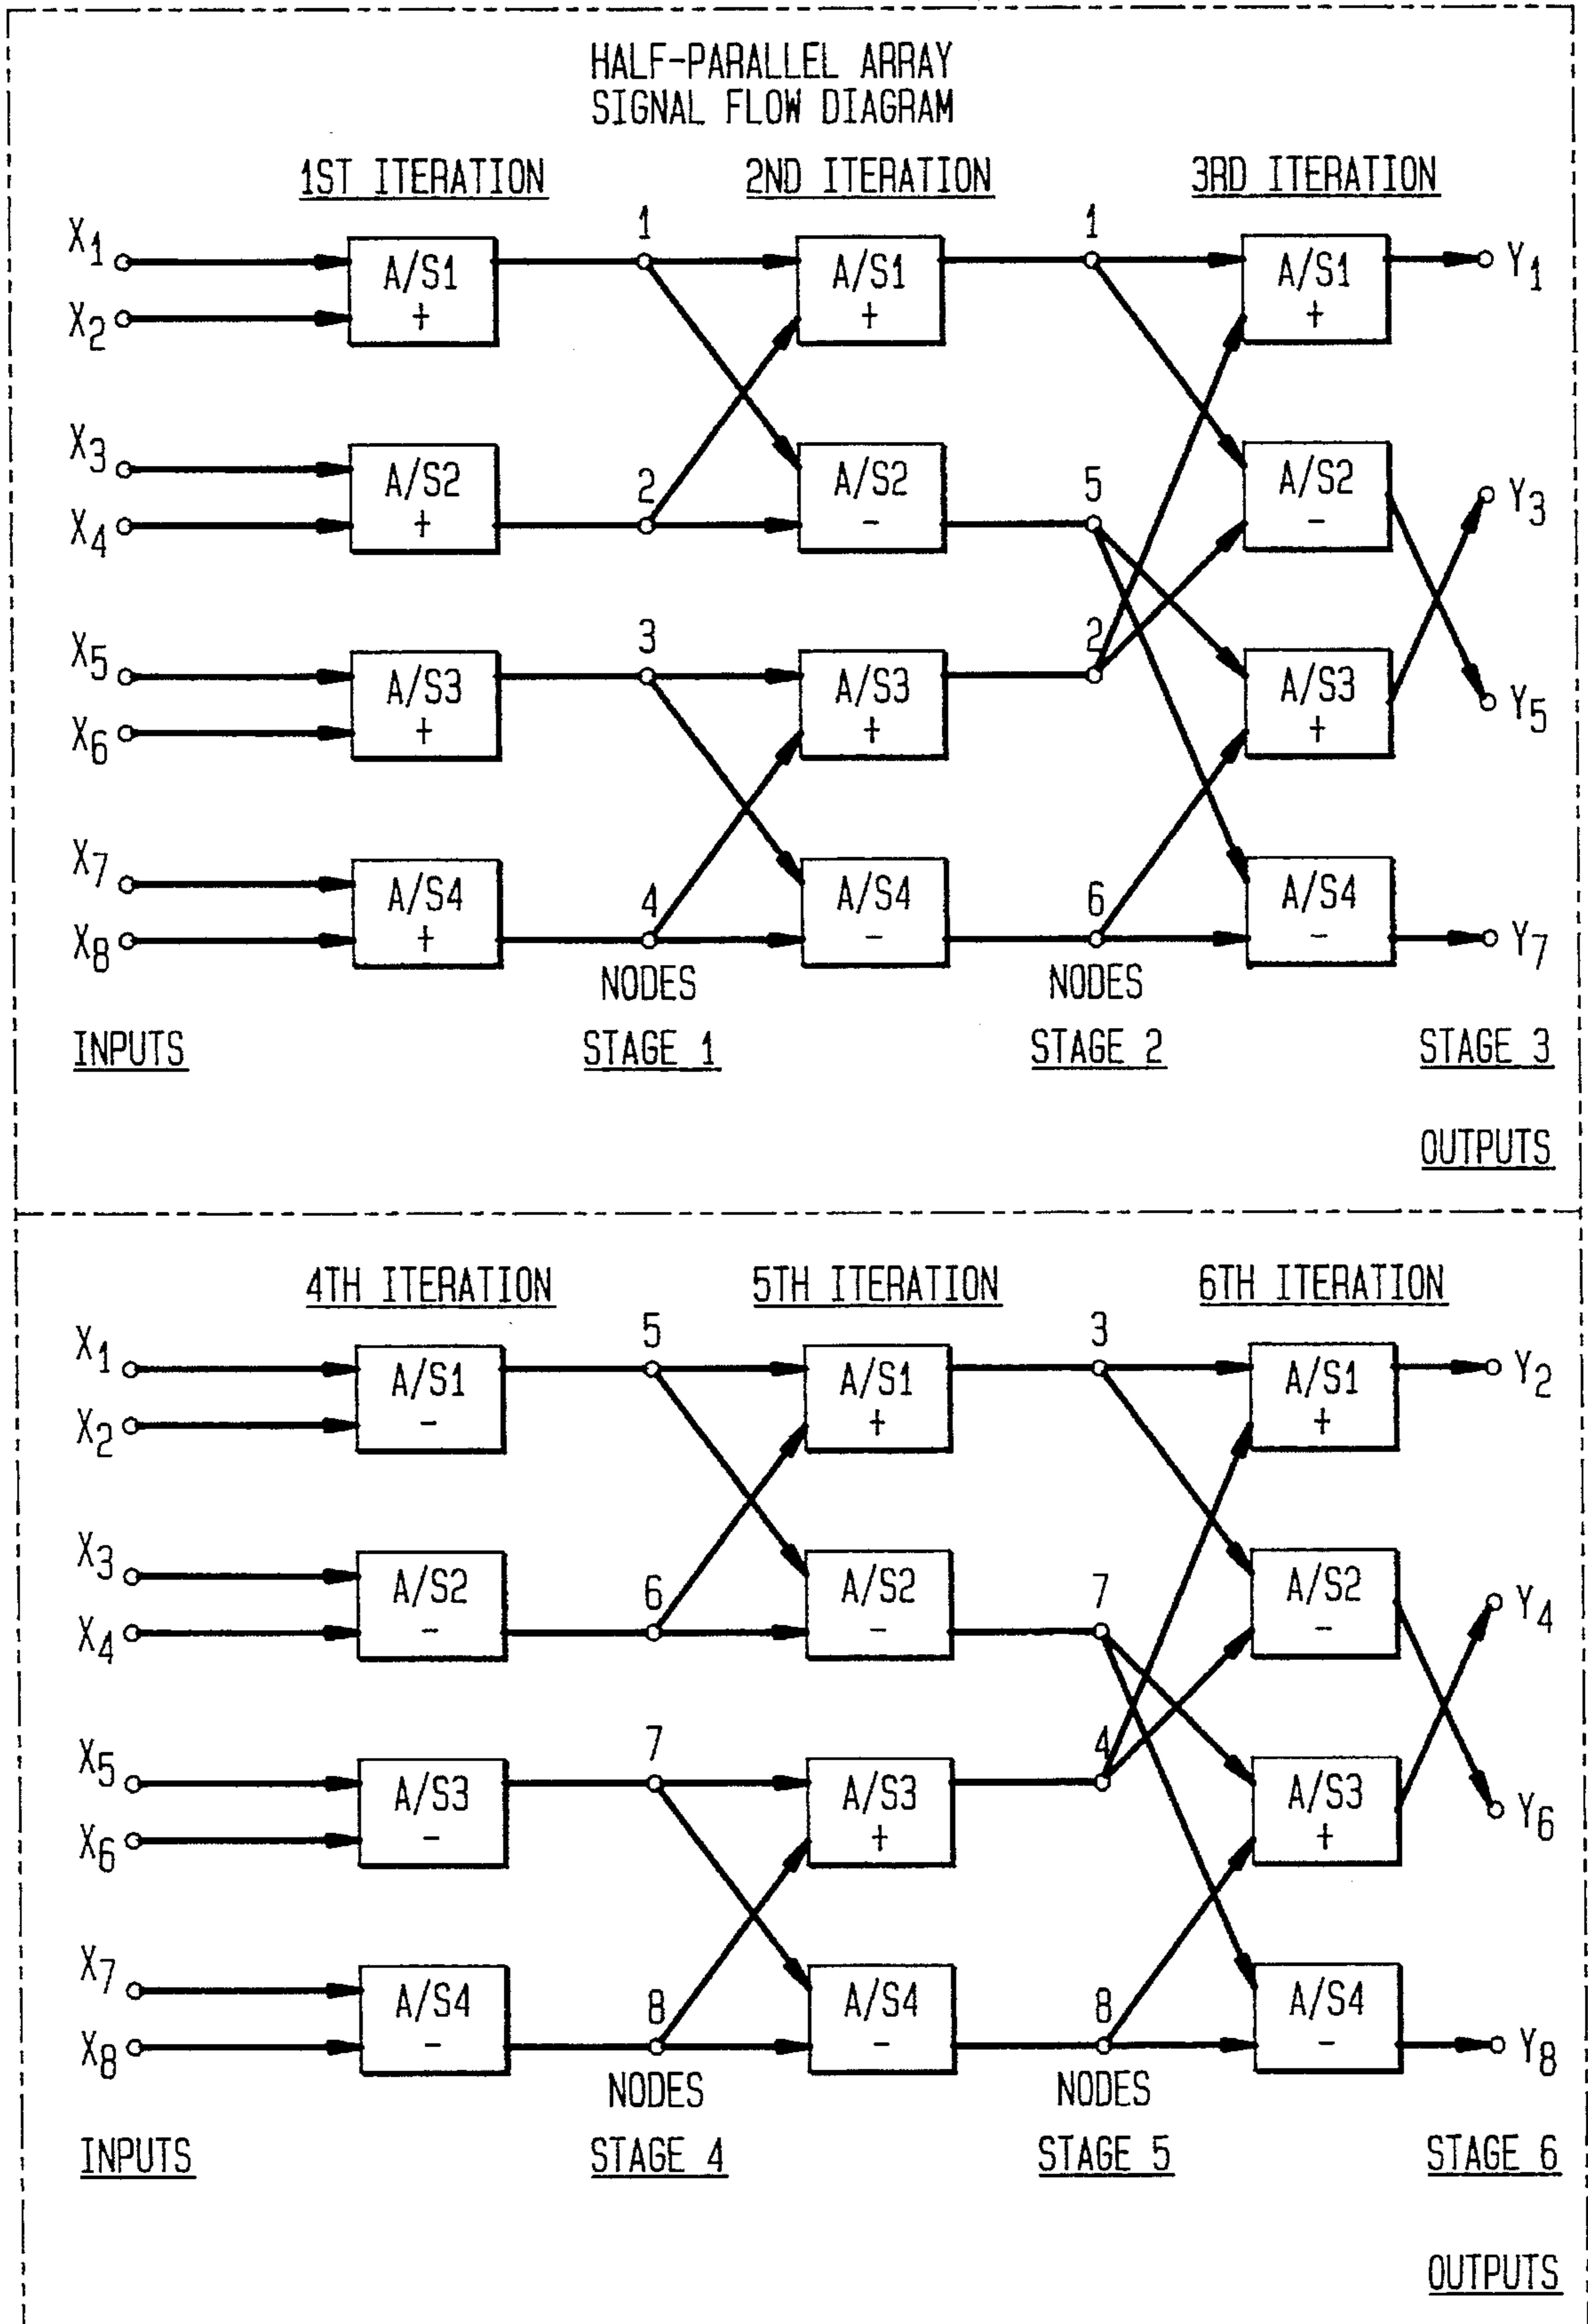 HALF-PARALLEL ARRAY
SIGNAL FLOW DIAGRAM
1ST ITERATION
2ND ITERATION
3RD ITERATION
X1
X2
A/S1
+
1
A/S1
+
1
A/S1
+
Y1
X3
X4
A/S2
+
2
A/S2
-
5
A/S2
-
Y3
X5
X6
A/S3
+
3
A/S3
+
2
A/S3
+
Y5
X7
X8
A/S4
+
4
A/S4
-
6
A/S4
-
Y7
NODES
NODES
INPUTS
STAGE 1
STAGE 2
STAGE 3
OUTPUTS
4TH ITERATION
5TH ITERATION
6TH ITERATION
X1
X2
A/S1
-
5
A/S1
+
3
A/S1
+
Y2
X3
X4
A/S2
-
6
A/S2
-
7
A/S2
-
Y4
X5
X6
A/S3
-
7
A/S3
+
4
A/S3
+
Y6
X7
X8
A/S4
-
8
A/S4
-
8
A/S4
-
Y8
NODES
NODES
INPUTS
STAGE 4
STAGE 5
STAGE 6
OUTPUTS